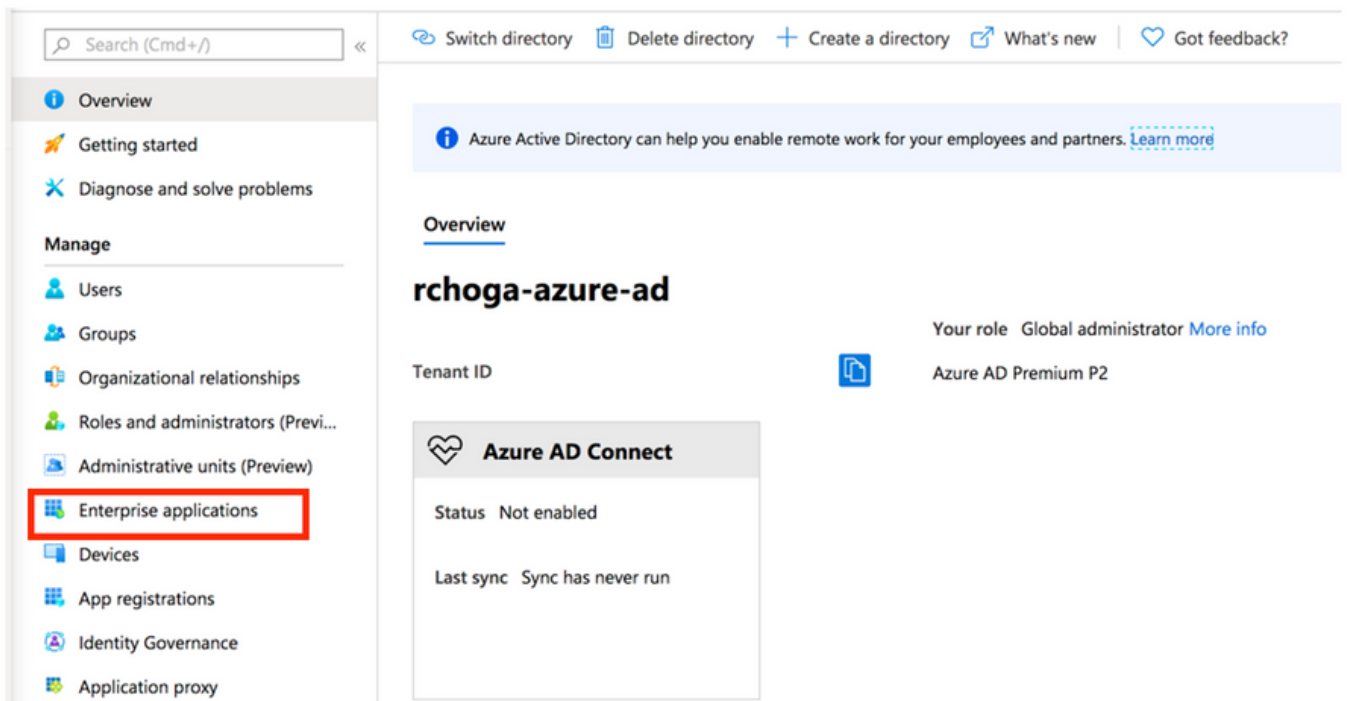 Search (Cmd+/)
«
Switch directory
Delete directory
Create a directory
What's new
Got feedback?
Overview
Getting started
Diagnose and solve problems
Manage
Users
Groups
Organizational relationships
Roles and administrators (Previ...
Administrative units (Preview)
Enterprise applications
Devices
App registrations
Identity Governance
Application proxy
Azure Active Directory can help you enable remote work for your employees and partners. Learn more
Overview
rchoga-azure-ad
Your role Global administrator More info
Tenant ID
Azure AD Premium P2
Azure AD Connect
Status Not enabled
Last sync Sync has never run